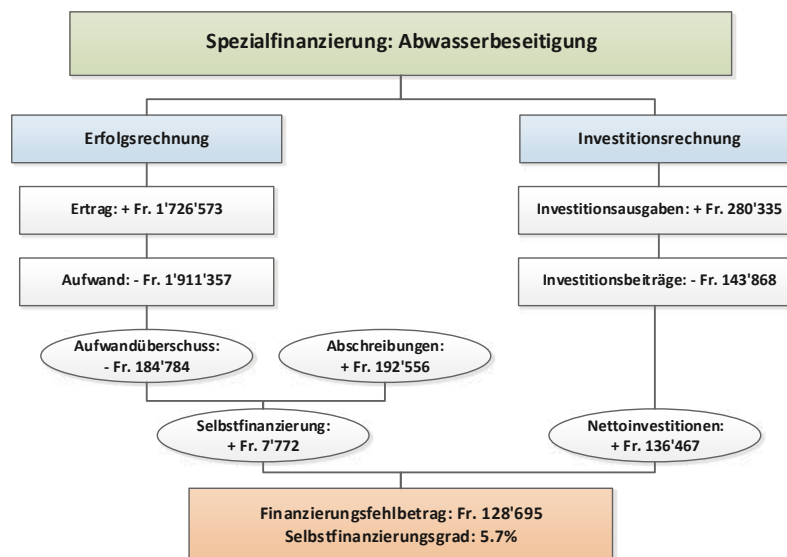 Spezialfinanzierung: Abwasserbeseitigung
Erfolgsrechnung
Ertrag: + Fr. 1'726'573
Aufwand: - Fr. 1'911'357
Aufwandüberschuss:
- Fr. 184'784
Abschreibungen:
+ Fr. 192'556
Selbstfinanzierung:
+ Fr. 7'772
Investitionsrechnung
Investitionsausgaben: + Fr. 280'335
Investitionsbeiträge: - Fr. 143'868
Nettoinvestitionen:
+ Fr. 136'467
Finanzierungsfehlbetrag: Fr. 128'695
Selbstfinanzierungsgrad: 5.7%